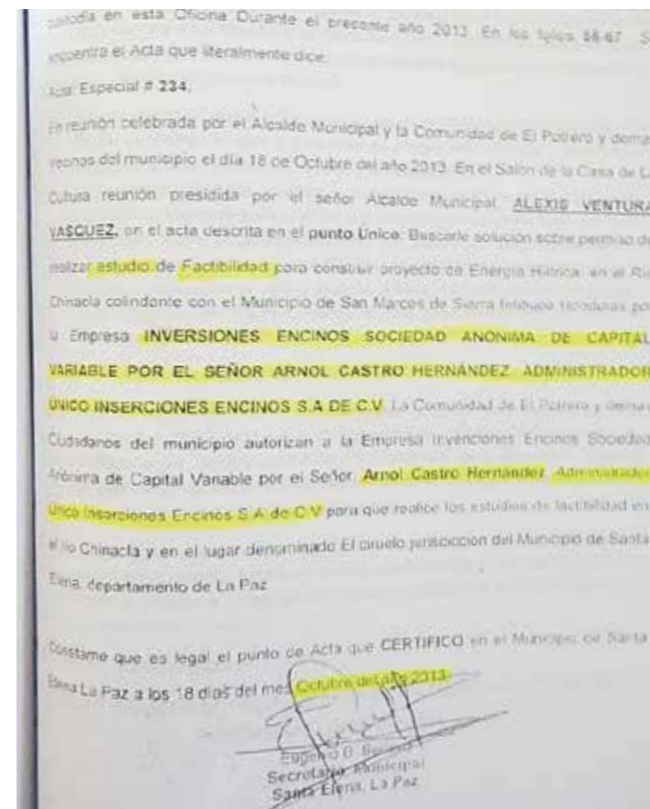 custodia en esta Oficina Durante el presente año 2013. En los folios 66-67 S
encuentra el Acta que literalmente dice:
Acta Especial # 234.
En reunión celebrada por el Alcalde Municipal y la Comunidad de El Potrero y demas
vecinos del municipio el día 18 de Octubre del año 2013. En el Salón de la Casa de La
Cultura reunión presidida por el señor Alcalde Municipal. ALEXIS VENTURA
VASQUEZ, en el acta descrita en el punto Único: Buscarle solución sobre permiso de
realizar estudio de Factibilidad para construir proyecto de Energía Hídrica, en el Río
Chinacla colindante con el Municipio de San Marcos de Sierra Intibuca Honduras por
la Empresa INVERSIONES ENCINOS SOCIEDAD ANONIMA DE CAPITAL
VARIABLE POR EL SEÑOR ARNOL CASTRO HERNÁNDEZ. ADMINISTRADOR
ÚNICO INSERCIONES ENCINOS S.A DE C.V. La Comunidad de El Potrero y demas
Ciudadanos del municipio autorizan a la Empresa Invenciones Encinos Sociedad
Anónima de Capital Variable por el Señor. Arnol Castro Hernández. Administrador
Único Inserciones Encinos S.A de C.V para que realice los estudios de factibilidad en
el río Chinacla y en el lugar denominado El ciruelo jurisdicción del Municipio de Santa
Elena, departamento de La Paz
Constame que es legal el punto de Acta que CERTIFICO en el Municipio de Santa
Elena La Paz a los 18 días del mes Octubre del año 2013.
Secretario Municipal
Santa Elena, La Paz